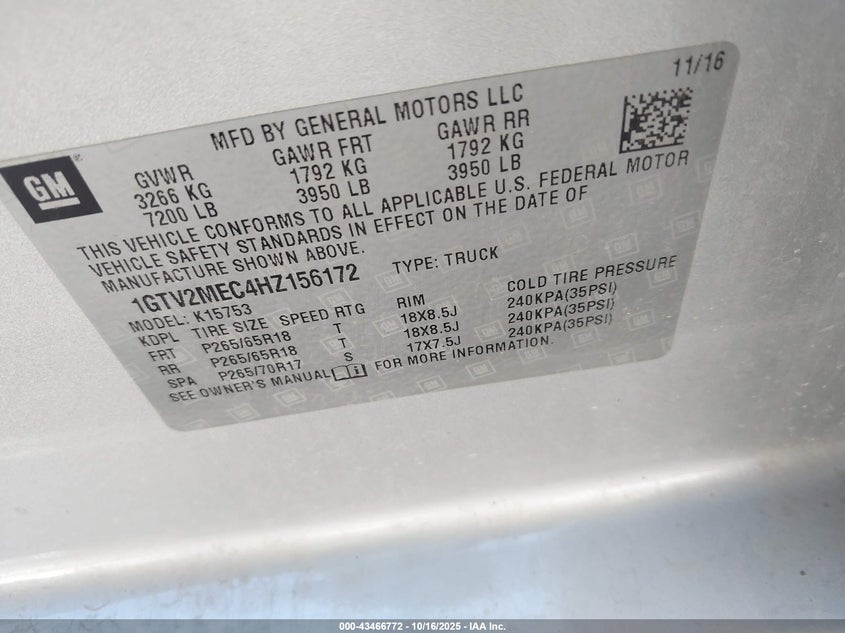 11/16
MFD BY GENERAL MOTORS LLC
GM
GVWR GAWR FRT GAWR RR
3266 KG 1792 KG 1792 KG
7200 LB 3950 LB 3950 LB
THIS VEHICLE CONFORMS TO ALL APPLICABLE U.S. FEDERAL MOTOR
VEHICLE SAFETY STANDARDS IN EFFECT ON THE DATE OF
MANUFACTURE SHOWN ABOVE.
1GTV2MEC4HZ156172 TYPE: TRUCK
MODEL: K15753
KDPL TIRE SIZE SPEED RTG RIM COLD TIRE PRESSURE
FRT P265/65R18 T 18X8.5J 240KPA(35PSI)
RR P265/65R18 T 18X8.5J 240KPA(35PSI)
SPA P265/70R17 S 17X7.5J 240KPA(35PSI)
SEE OWNER'S MANUAL FOR MORE INFORMATION.
000-43466772 - 10/16/2025 - IAA Inc.